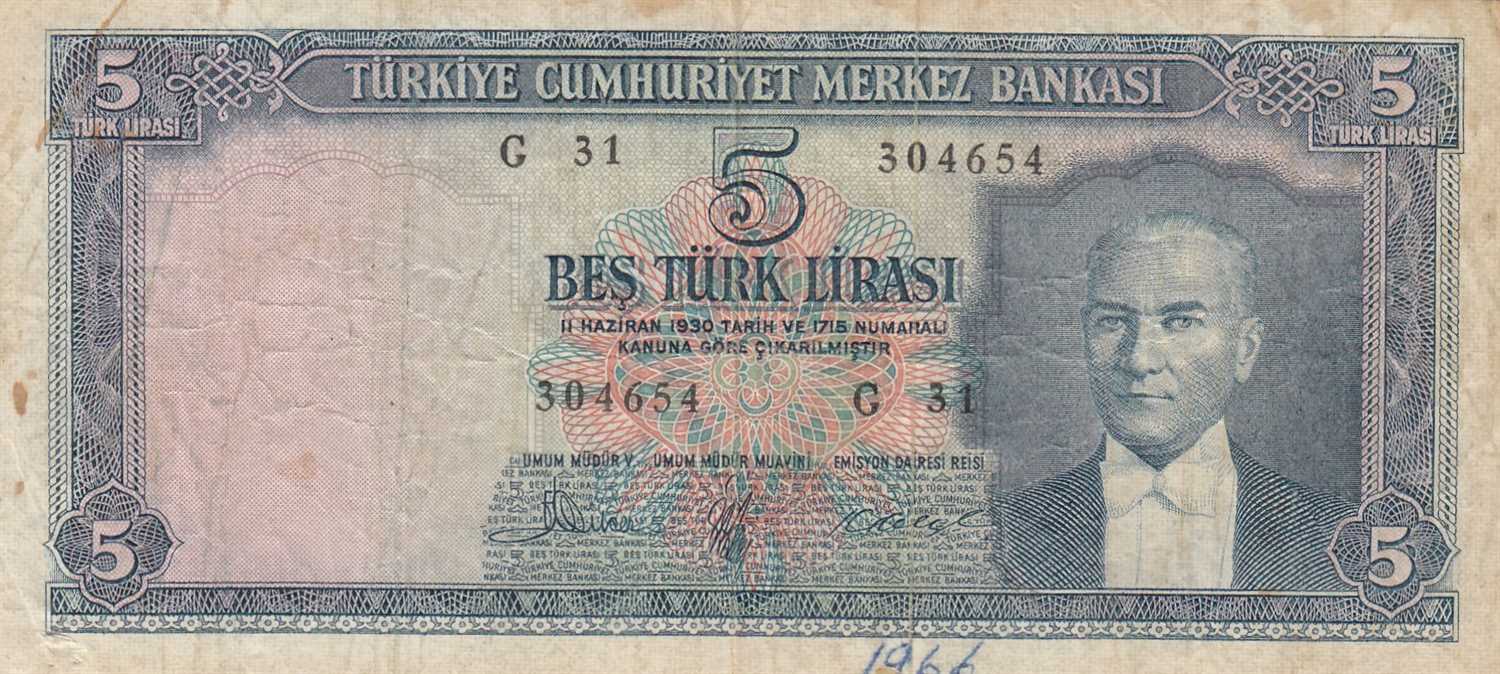 5 TÜRKİYE CUMHURİYET MERKEZ BANKASI 5
TÜRK LİRASI TÜRK LİRASI
G 31 5 304654
BEŞ TÜRK LİRASI
11 HAZİRAN 1930 TARİH VE 1715 NUMARALI
KANUNA GÖRE ÇIKARILMIŞTIR
304654 G 31
UMUM MÜDÜR V. UMUM MÜDÜR MUAVİNİ EMİSYON DAİRESİ REİSİ
5 5
1966